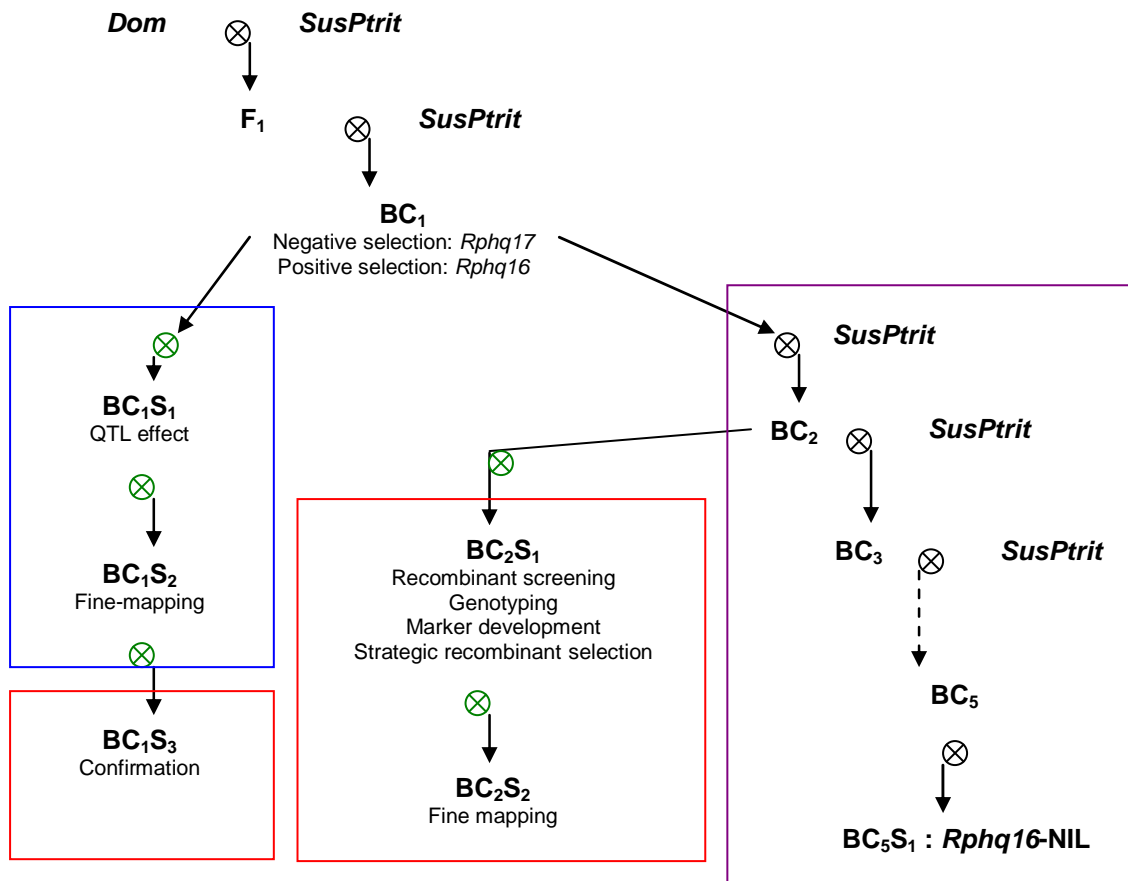 Dom SusPtrit
F₁ SusPtrit
BC₁
Negative selection: Rphq17
Positive selection: Rphq16
BC₁S₁
QTL effect
BC₁S₂
Fine-mapping
BC₁S₃
Confirmation
BC₂S₁
Recombinant screening
Genotyping
Marker development
Strategic recombinant selection
BC₂S₂
Fine mapping
SusPtrit
BC₂ SusPtrit
BC₃ SusPtrit
BC₅
BC₅S₁ : Rphq16-NIL